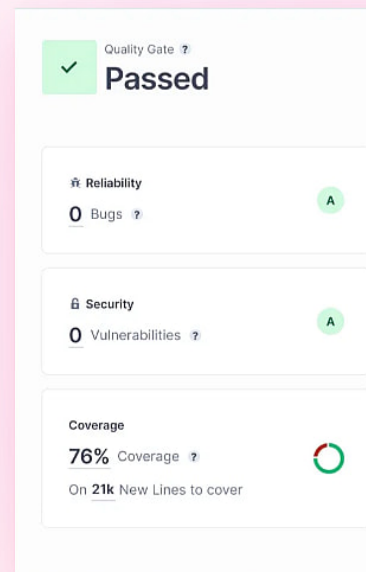 Quality Gate ?
Passed
Reliability
0 Bugs ?
A
Security
0 Vulnerabilities ?
A
Coverage
76% Coverage ?
On 21k New Lines to cover